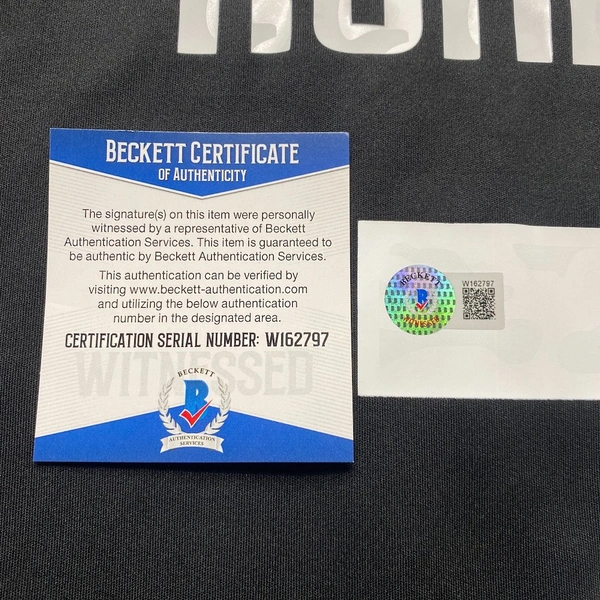 BECKETT CERTIFICATE
OF AUTHENTICITY
The signature(s) on this item were personally
witnessed by a representative of Beckett
Authentication Services. This item is guaranteed to
be authentic by Beckett Authentication Services.
This authentication can be verified by
visiting www.beckett-authentication.com
and utilizing the below authentication
number in the designated area.
CERTIFICATION SERIAL NUMBER: W162797
WITNESSED
BECKETT
B
AUTHENTICATION
SERVICES
BECKETT
B
W162797